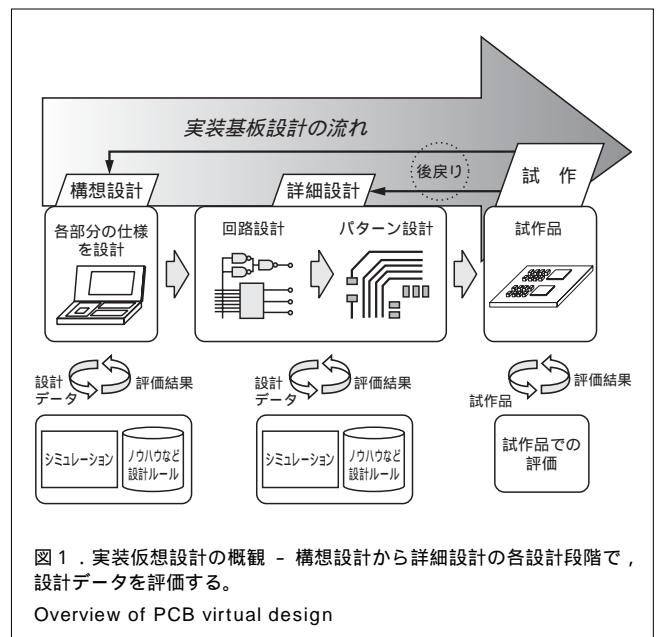 実装基板設計の流れ
後戻り
構想設計
詳細設計
試 作
各部分の仕様
を設計
回路設計
パターン設計
試作品
設計
データ
評価結果
設計
データ
評価結果
試作品
評価結果
シミュレーション
ノウハウなど
設計ルール
シミュレーション
ノウハウなど
設計ルール
試作品での
評価
図1．実装仮想設計の概観 － 構想設計から詳細設計の各設計段階で，
設計データを評価する。
Overview of PCB virtual design